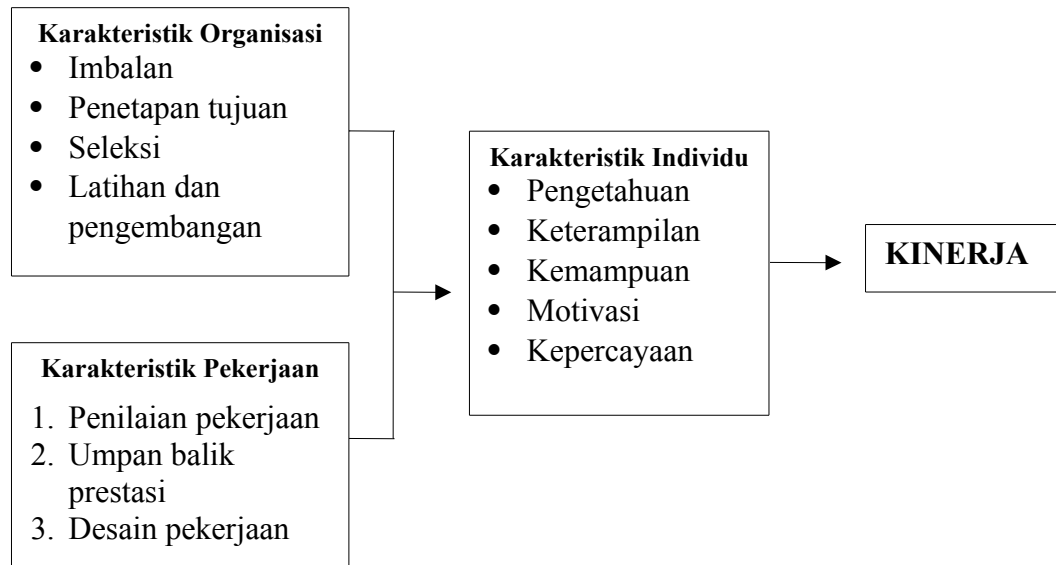 Karakteristik Organisasi
• Imbalan
• Penetapan tujuan
• Seleksi
• Latihan dan
pengembangan
Karakteristik Pekerjaan
1. Penilaian pekerjaan
2. Umpan balik
prestasi
3. Desain pekerjaan
Karakteristik Individu
• Pengetahuan
• Keterampilan
• Kemampuan
• Motivasi
• Kepercayaan
KINERJA